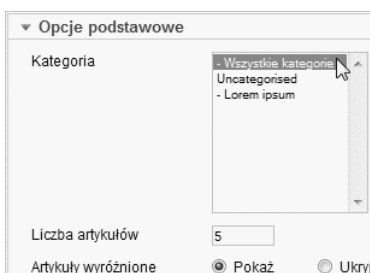 Opcje podstawowe
Kategoria
- Wszystkie kategorie
Uncategorised
- Lorem ipsum
Liczba artykułów 5
Artykuły wyróżnione Pokaż